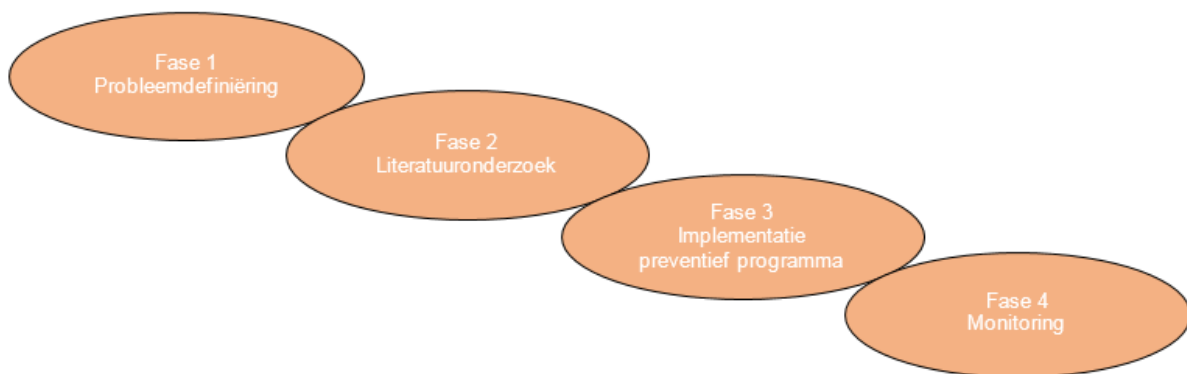 Fase 1
Probleemdefiniëring
Fase 2
Literatuuronderzoek
Fase 3
Implementatie
preventief programma
Fase 4
Monitoring